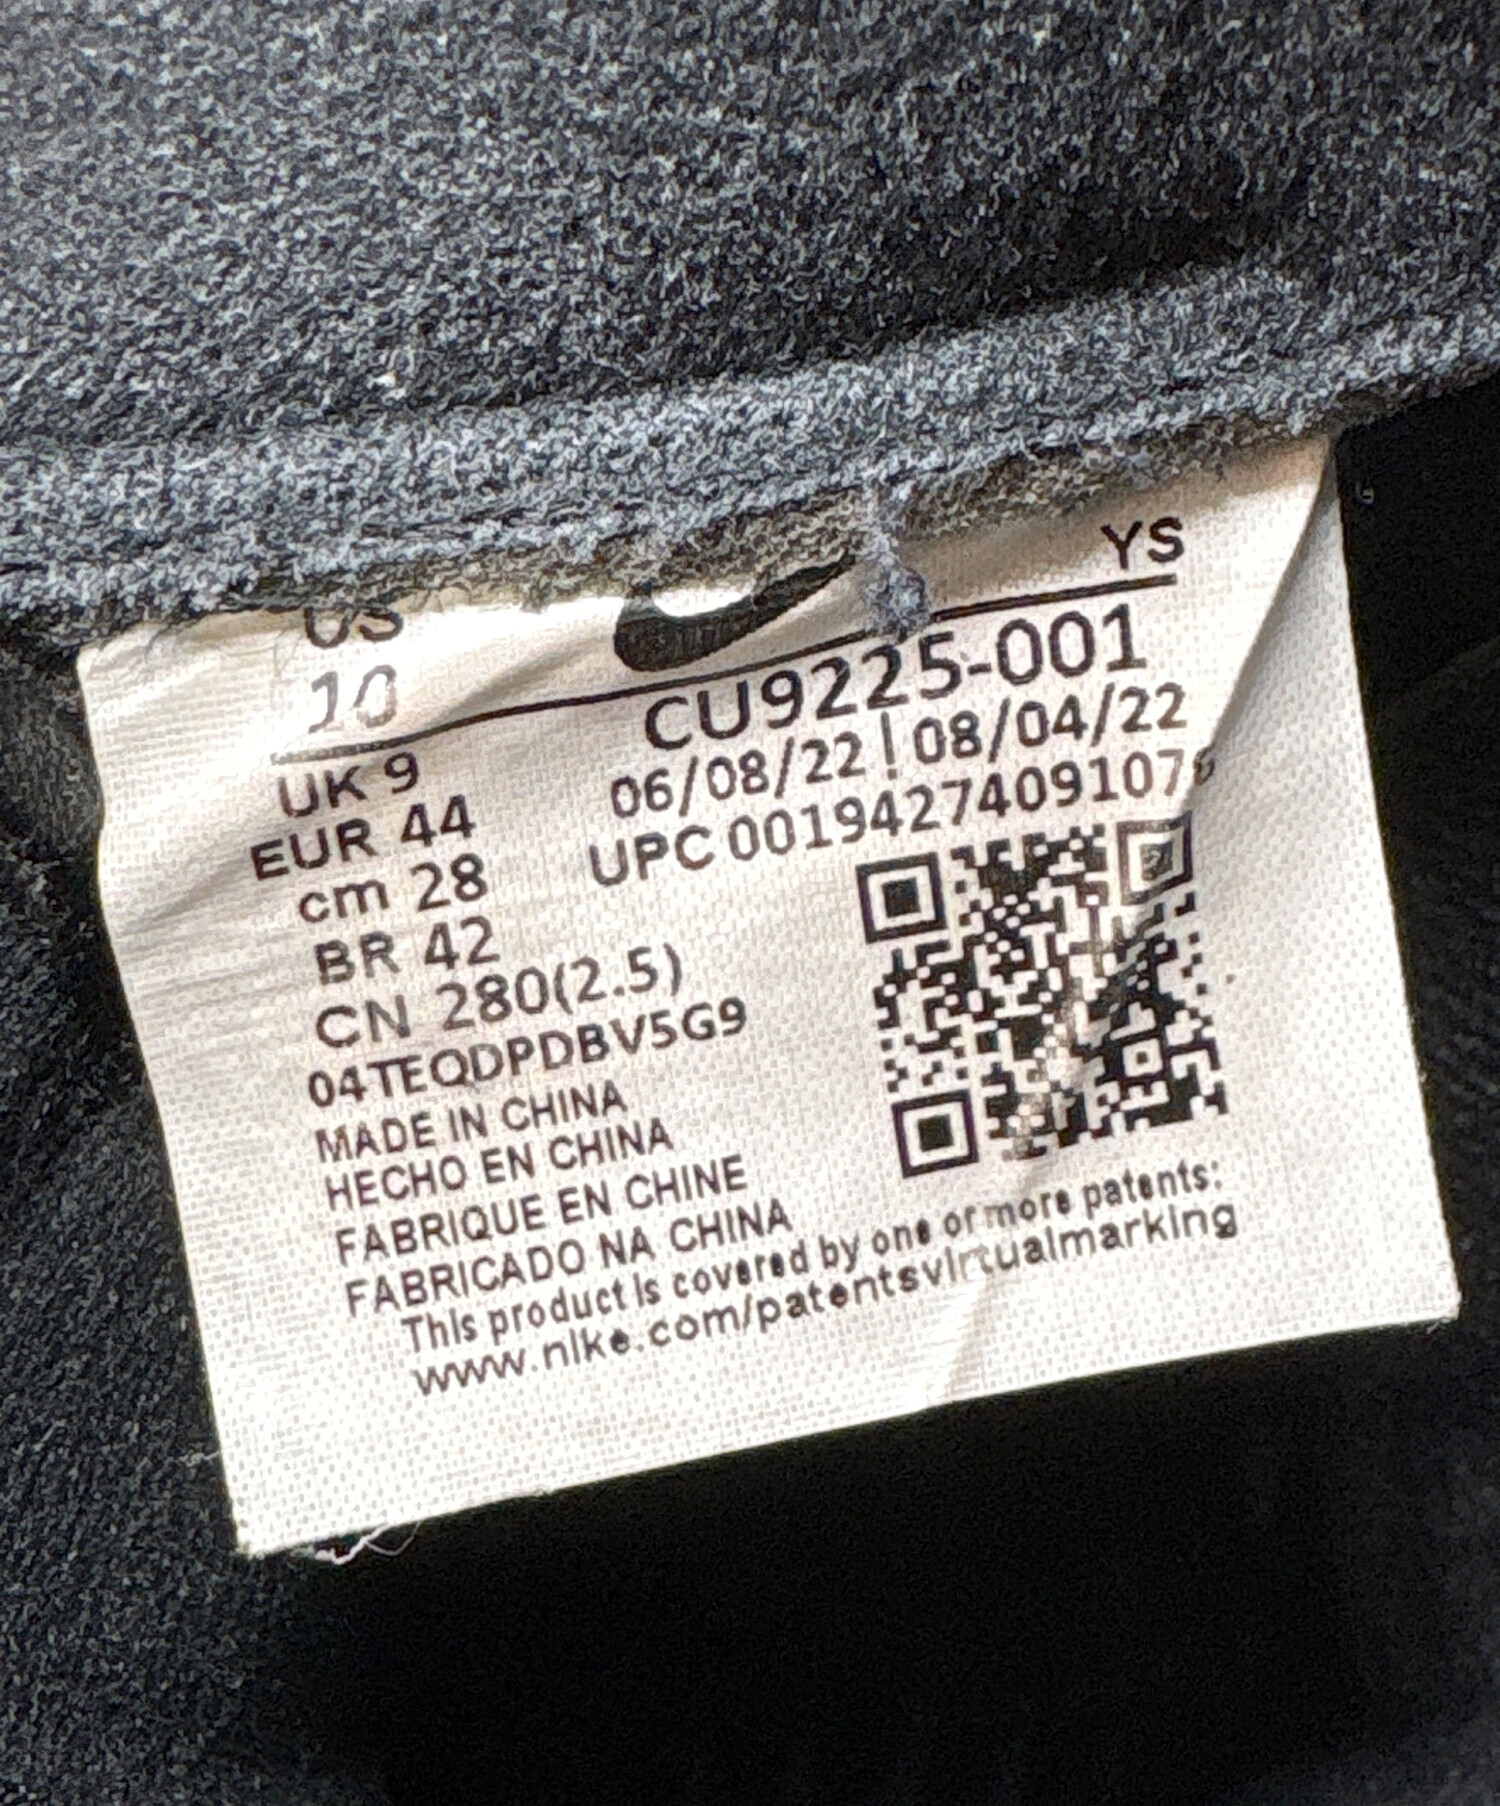 YS
US
10
CU9225-001
UK 9
06/08/22 | 08/04/22
EUR 44
cm 28
BR 42
CN 280(2.5)
04TEQDPDBV5G9
MADE IN CHINA
HECHO EN CHINA
FABRIQUE EN CHINE
FABRICADO NA CHINA
This product is covered by one or more patents:
www.nike.com/patentsvirtualmarking
UPC